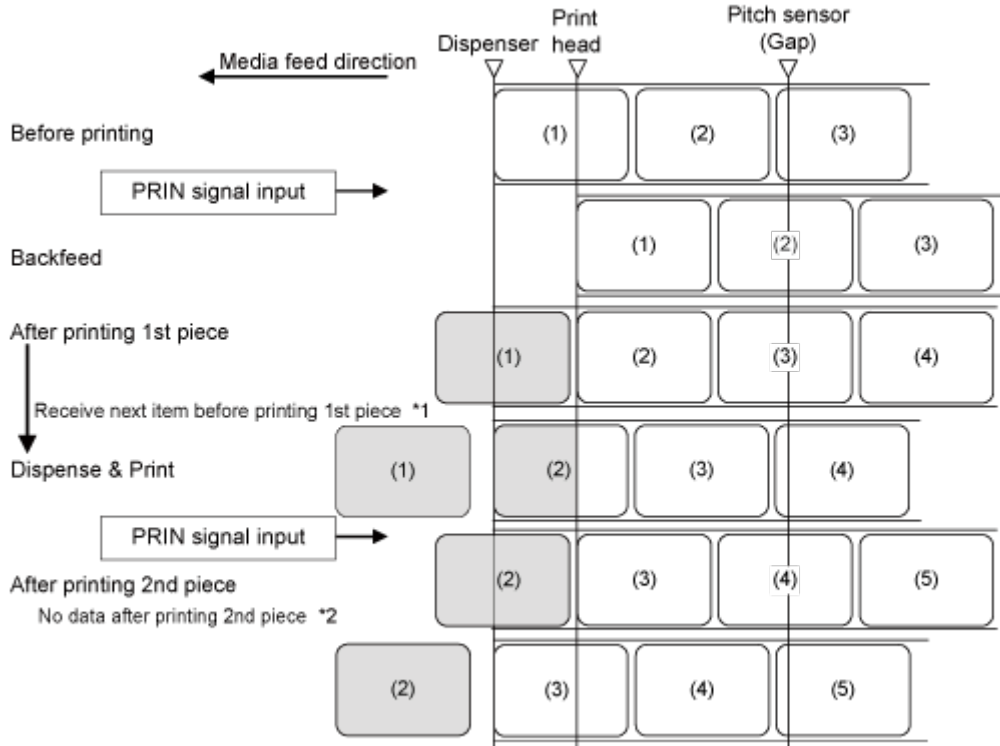 Print
head
Pitch sensor
(Gap)
Dispenser
Media feed direction
Before printing
(1) (2) (3)
PRIN signal input
Backfeed
(1) (2) (3)
After printing 1st piece
(1) (2) (3) (4)
Receive next item before printing 1st piece *1
Dispense & Print
(1) (2) (3) (4)
PRIN signal input
After printing 2nd piece
(2) (3) (4) (5)
No data after printing 2nd piece *2
(2) (3) (4) (5)